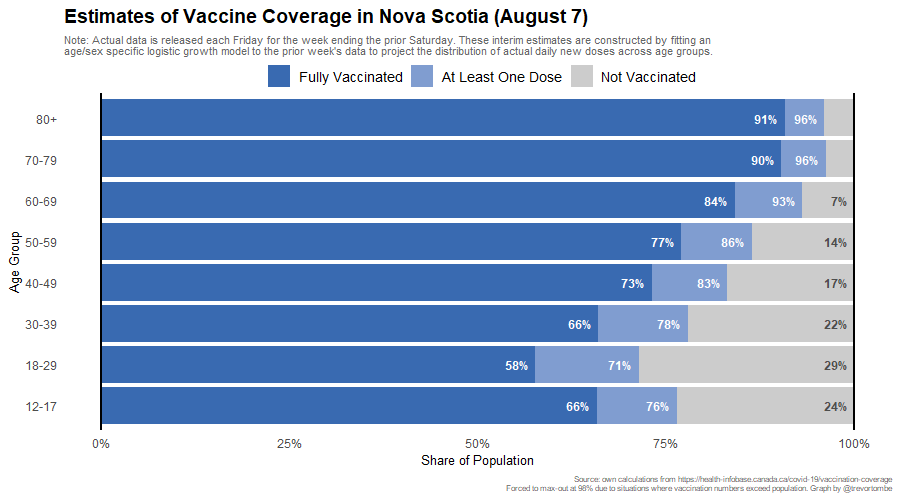 Estimates of Vaccine Coverage in Nova Scotia (August 7)
Note: Actual data is released each Friday for the week ending the prior Saturday. These interim estimates are constructed by fitting an
age/sex specific logistic growth model to the prior week's data to project the distribution of actual daily new doses across age groups.
Fully Vaccinated At Least One Dose Not Vaccinated
Age Group
80+ 91% 96%
70-79 90% 96%
60-69 84% 93% 7%
50-59 77% 86% 14%
40-49 73% 83% 17%
30-39 66% 78% 22%
18-29 58% 71% 29%
12-17 66% 76% 24%
0% 25% 50% 75% 100%
Share of Population
Source: own calculations from https://health-infobase.canada.ca/covid-19/vaccination-coverage
Forced to max-out at 98% due to situations where vaccination numbers exceed population. Graph by @trevortombe